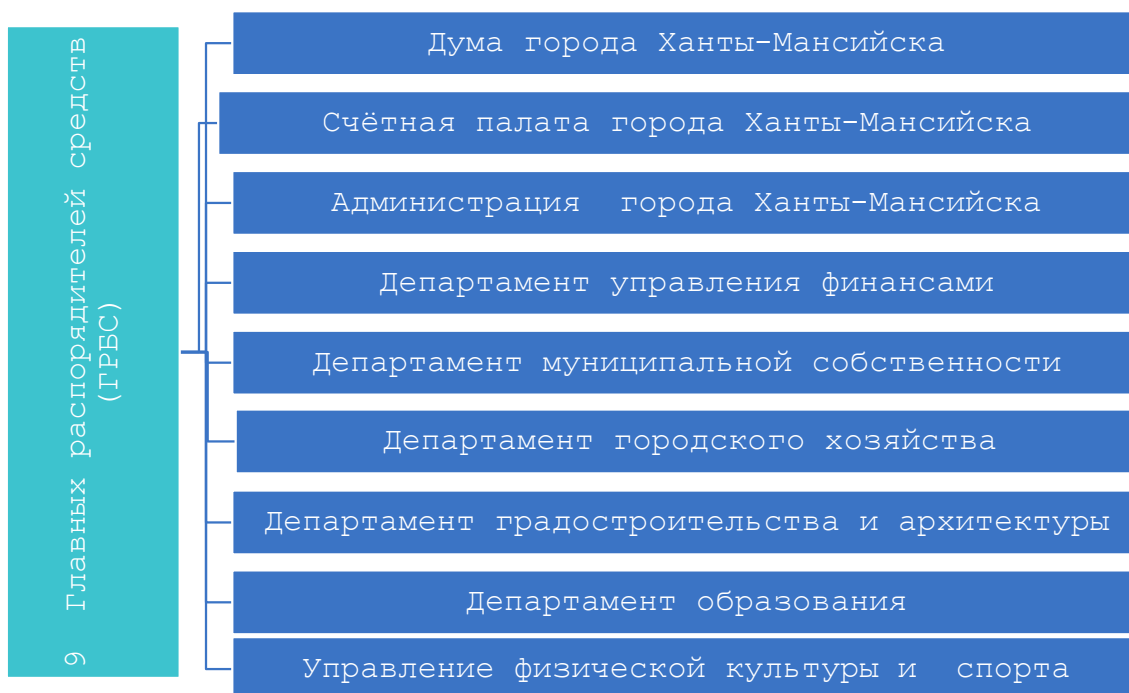 9 Главных распорядителей средств
(ГРБС)
Дума города Ханты-Мансийска
Счётная палата города Ханты-Мансийска
Администрация города Ханты-Мансийска
Департамент управления финансами
Департамент муниципальной собственности
Департамент городского хозяйства
Департамент градостроительства и архитектуры
Департамент образования
Управление физической культуры и спорта